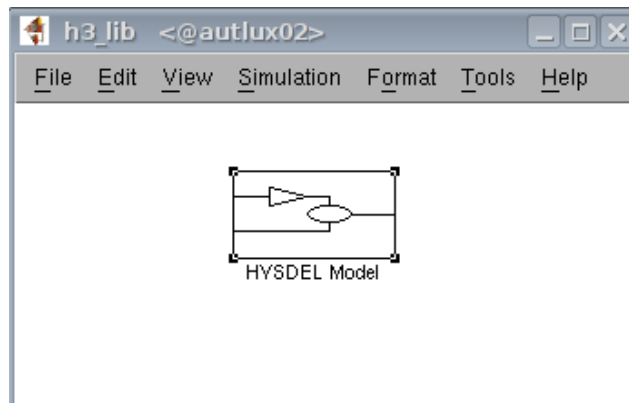 h3_lib <@autlux02>
File Edit View Simulation Format Tools Help
HYSDEL Model